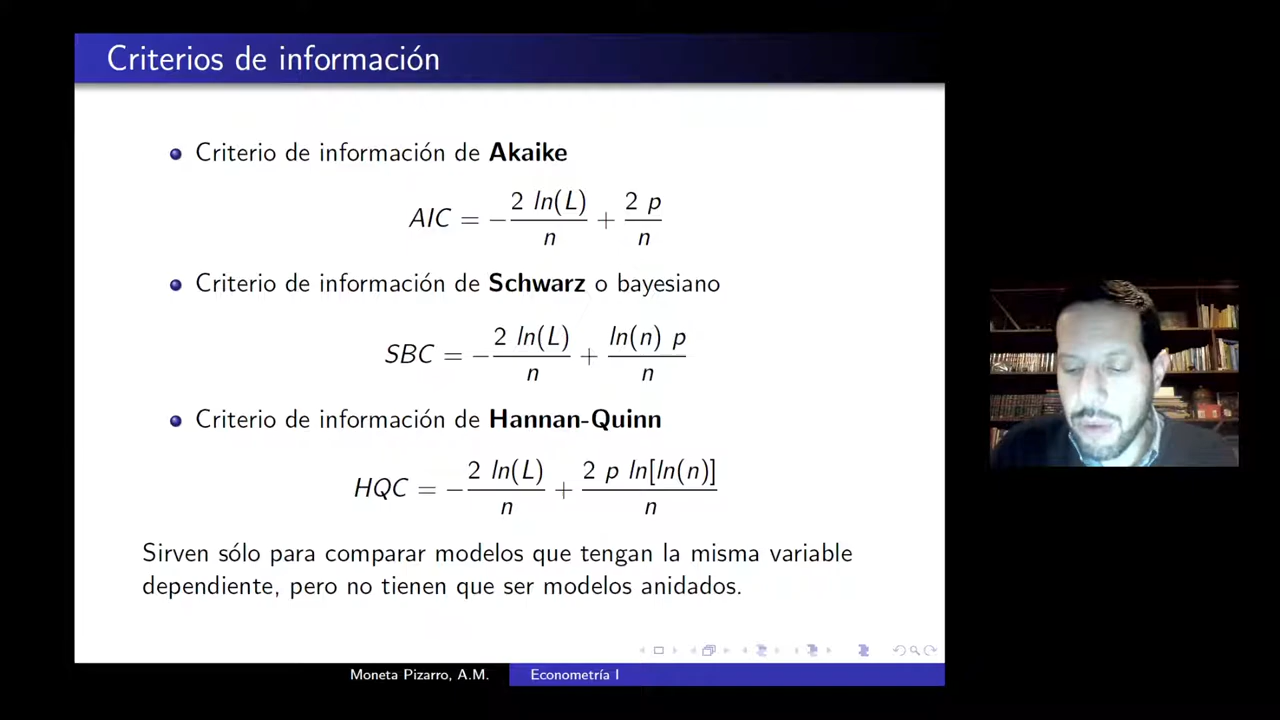 Criterios de información
Criterio de información de Akaike
AIC = − 2 ln(L) / n + 2 p / n
Criterio de información de Schwarz o bayesiano
SBC = − 2 ln(L) / n + ln(n) p / n
Criterio de información de Hannan-Quinn
HQC = − 2 ln(L) / n + 2 p ln[ln(n)] / n
Sirven sólo para comparar modelos que tengan la misma variable
dependiente, pero no tienen que ser modelos anidados.
Moneta Pizarro, A.M. Econometría I